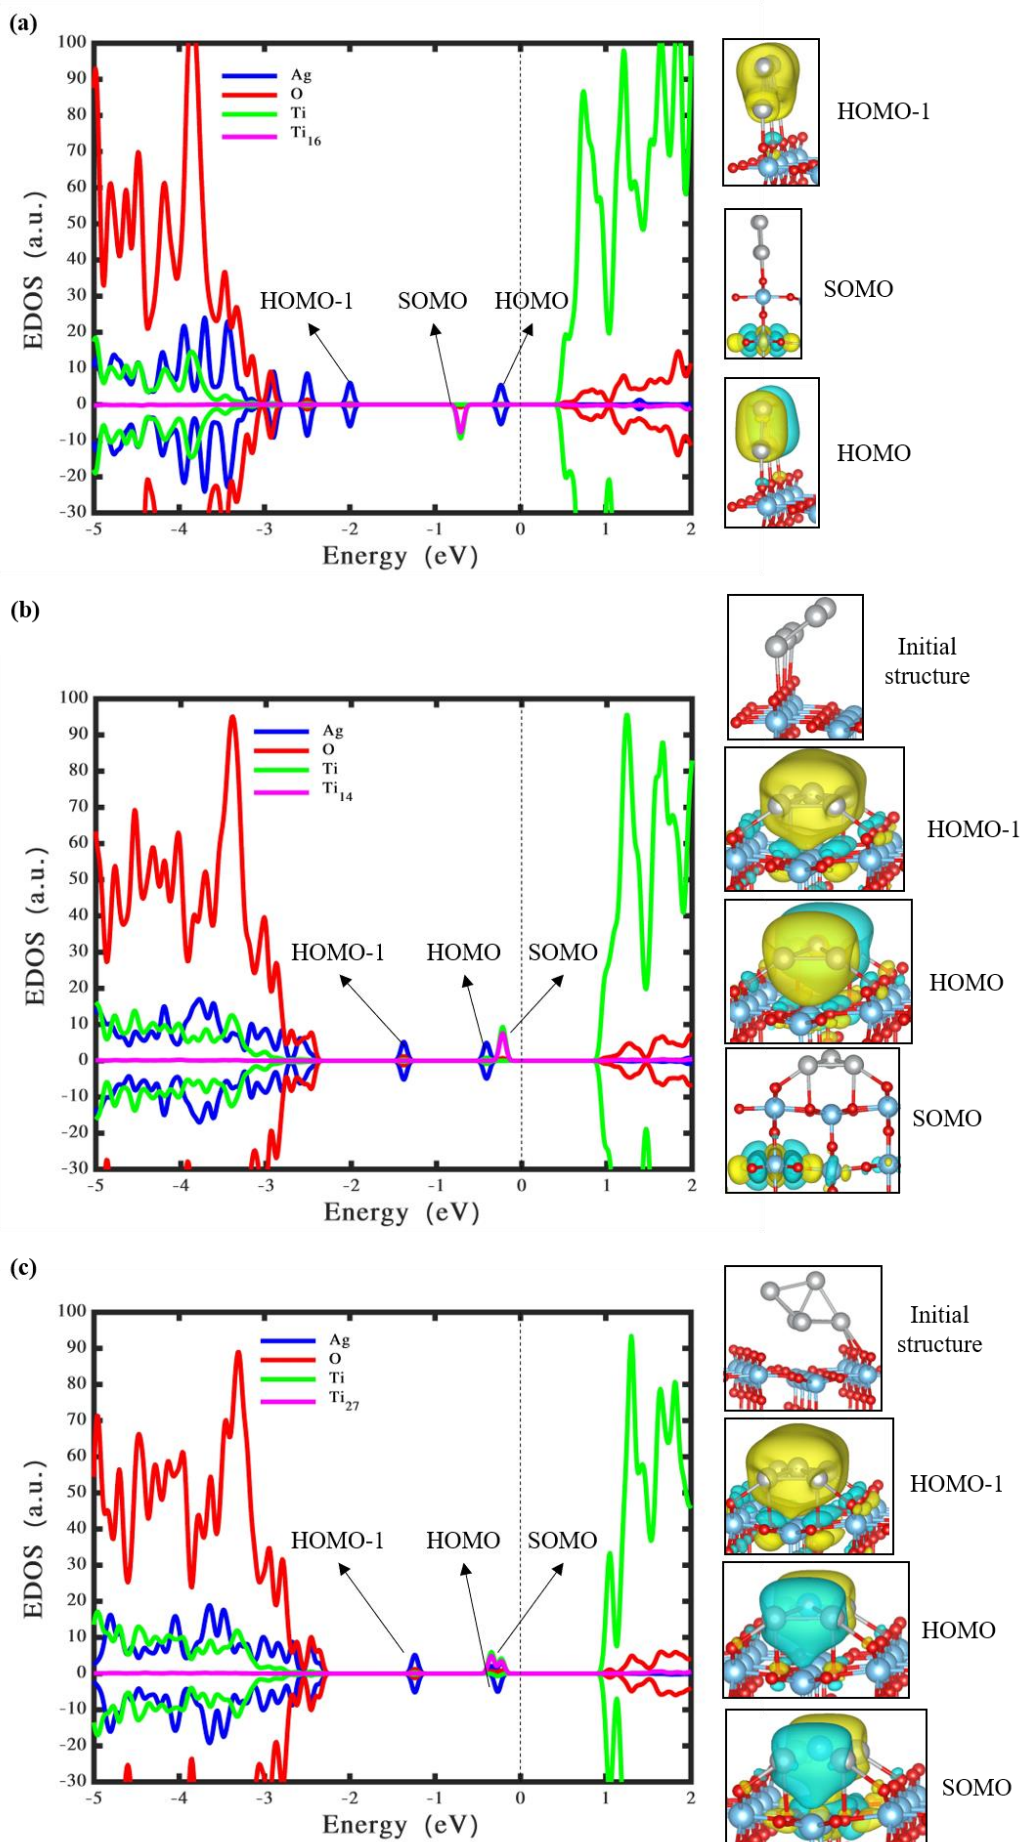 (a)
100
90
80
70
60
50
40
30
20
10
0
-10
-20
-30
EDOS (a.u.)
Ag
O
Ti
Ti16
HOMO-1
SOMO
HOMO
-5
-4
-3
-2
-1
0
1
2
Energy (eV)
HOMO-1
SOMO
HOMO
(b)
100
90
80
70
60
50
40
30
20
10
0
-10
-20
-30
EDOS (a.u.)
Ag
O
Ti
Ti14
HOMO-1
HOMO
SOMO
-5
-4
-3
-2
-1
0
1
2
Energy (eV)
Initial
structure
HOMO-1
HOMO
SOMO
(c)
100
90
80
70
60
50
40
30
20
10
0
-10
-20
-30
EDOS (a.u.)
Ag
O
Ti
Ti27
HOMO-1
HOMO
SOMO
-5
-4
-3
-2
-1
0
1
2
Energy (eV)
Initial
structure
HOMO-1
HOMO
SOMO